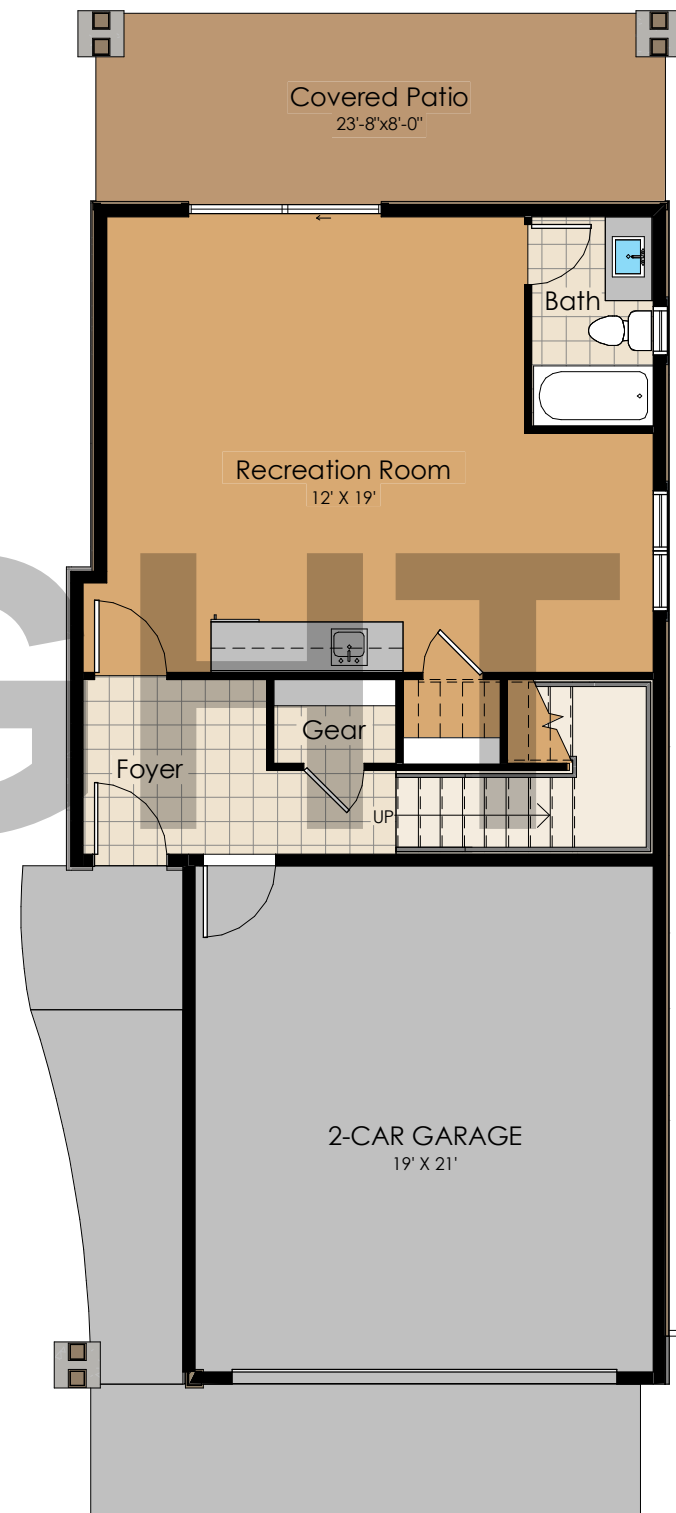 Covered Patio
23'-8"x8'-0"
Bath
Recreation Room
12' X 19'
GHT
Gear
Foyer
UP
2-CAR GARAGE
19' X 21'